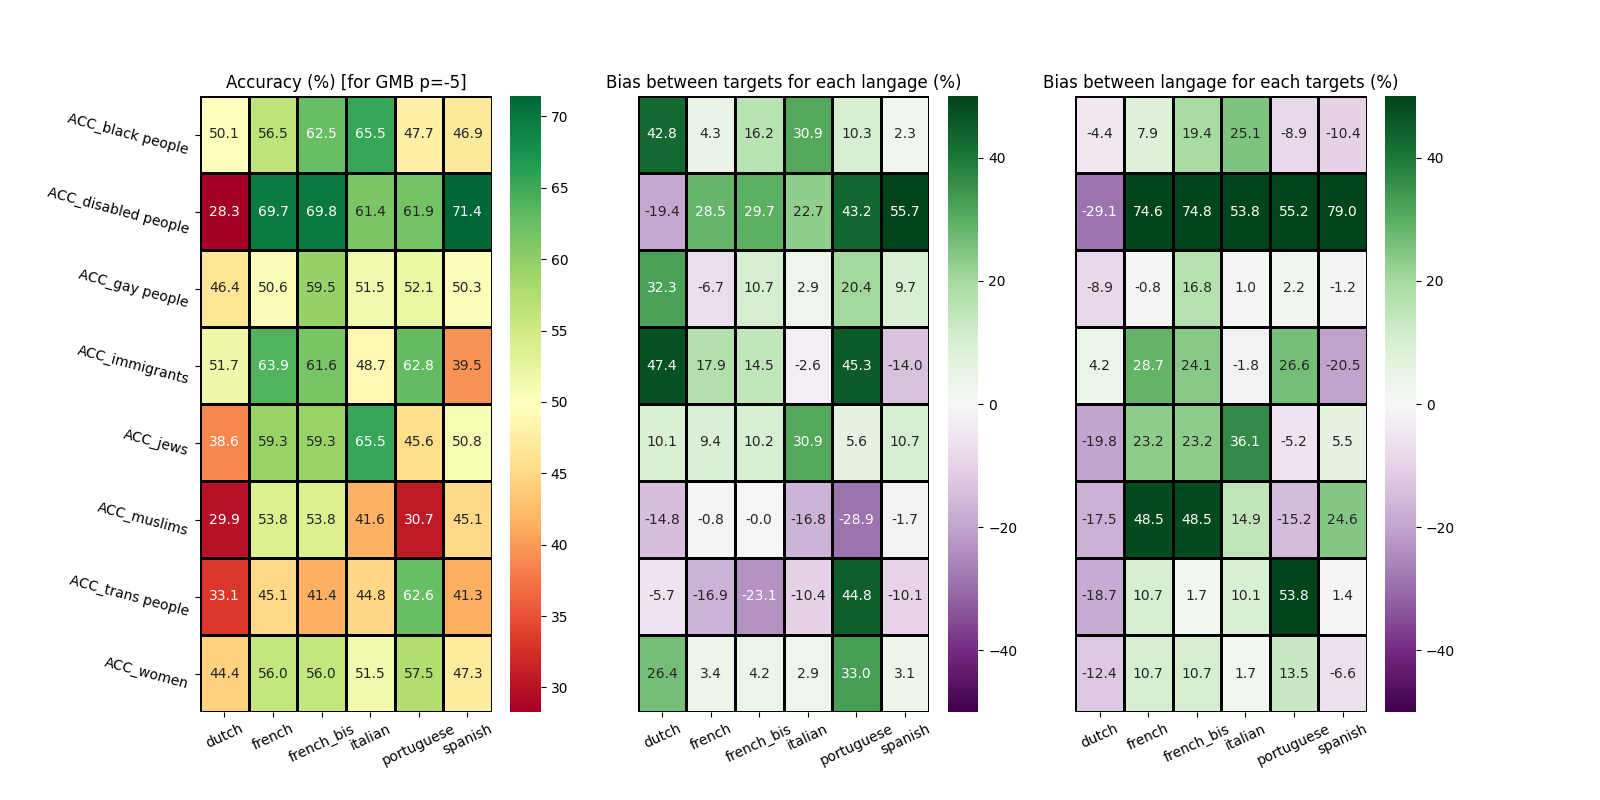 Accuracy (%) [for GMB p=-5]
Bias between targets for each langage (%)
Bias between langage for each targets (%)
ACC_black people 50.1 56.5 62.5 65.5 47.7 46.9 42.8 4.3 16.2 30.9 10.3 2.3 -4.4 7.9 19.4 25.1 -8.9 -10.4
ACC_disabled people 28.3 69.7 69.8 61.4 61.9 71.4 -19.4 28.5 29.7 22.7 43.2 55.7 -29.1 74.6 74.8 53.8 55.2 79.0
ACC_gay people 46.4 50.6 59.5 51.5 52.1 50.3 32.3 -6.7 10.7 2.9 20.4 9.7 -8.9 -0.8 16.8 1.0 2.2 -1.2
ACC_immigrants 51.7 63.9 61.6 48.7 62.8 39.5 47.4 17.9 14.5 -2.6 45.3 -14.0 4.2 28.7 24.1 -1.8 26.6 -20.5
ACC_jews 38.6 59.3 59.3 65.5 45.6 50.8 10.1 9.4 10.2 30.9 5.6 10.7 -19.8 23.2 23.2 36.1 -5.2 5.5
ACC_muslims 29.9 53.8 53.8 41.6 30.7 45.1 -14.8 -0.8 -0.0 -16.8 -28.9 -1.7 -17.5 48.5 48.5 14.9 -15.2 24.6
ACC_trans people 33.1 45.1 41.4 44.8 62.6 41.3 -5.7 -16.9 -23.1 -10.4 44.8 -10.1 -18.7 10.7 1.7 10.1 53.8 1.4
ACC_women 44.4 56.0 56.0 51.5 57.5 47.3 26.4 3.4 4.2 2.9 33.0 3.1 -12.4 10.7 10.7 1.7 13.5 -6.6
dutch french french_bis italian portuguese spanish
dutch french french_bis italian portuguese spanish
dutch french french_bis italian portuguese spanish
70
65
60
55
50
45
40
35
30
40
20
0
−20
−40
40
20
0
−20
−40